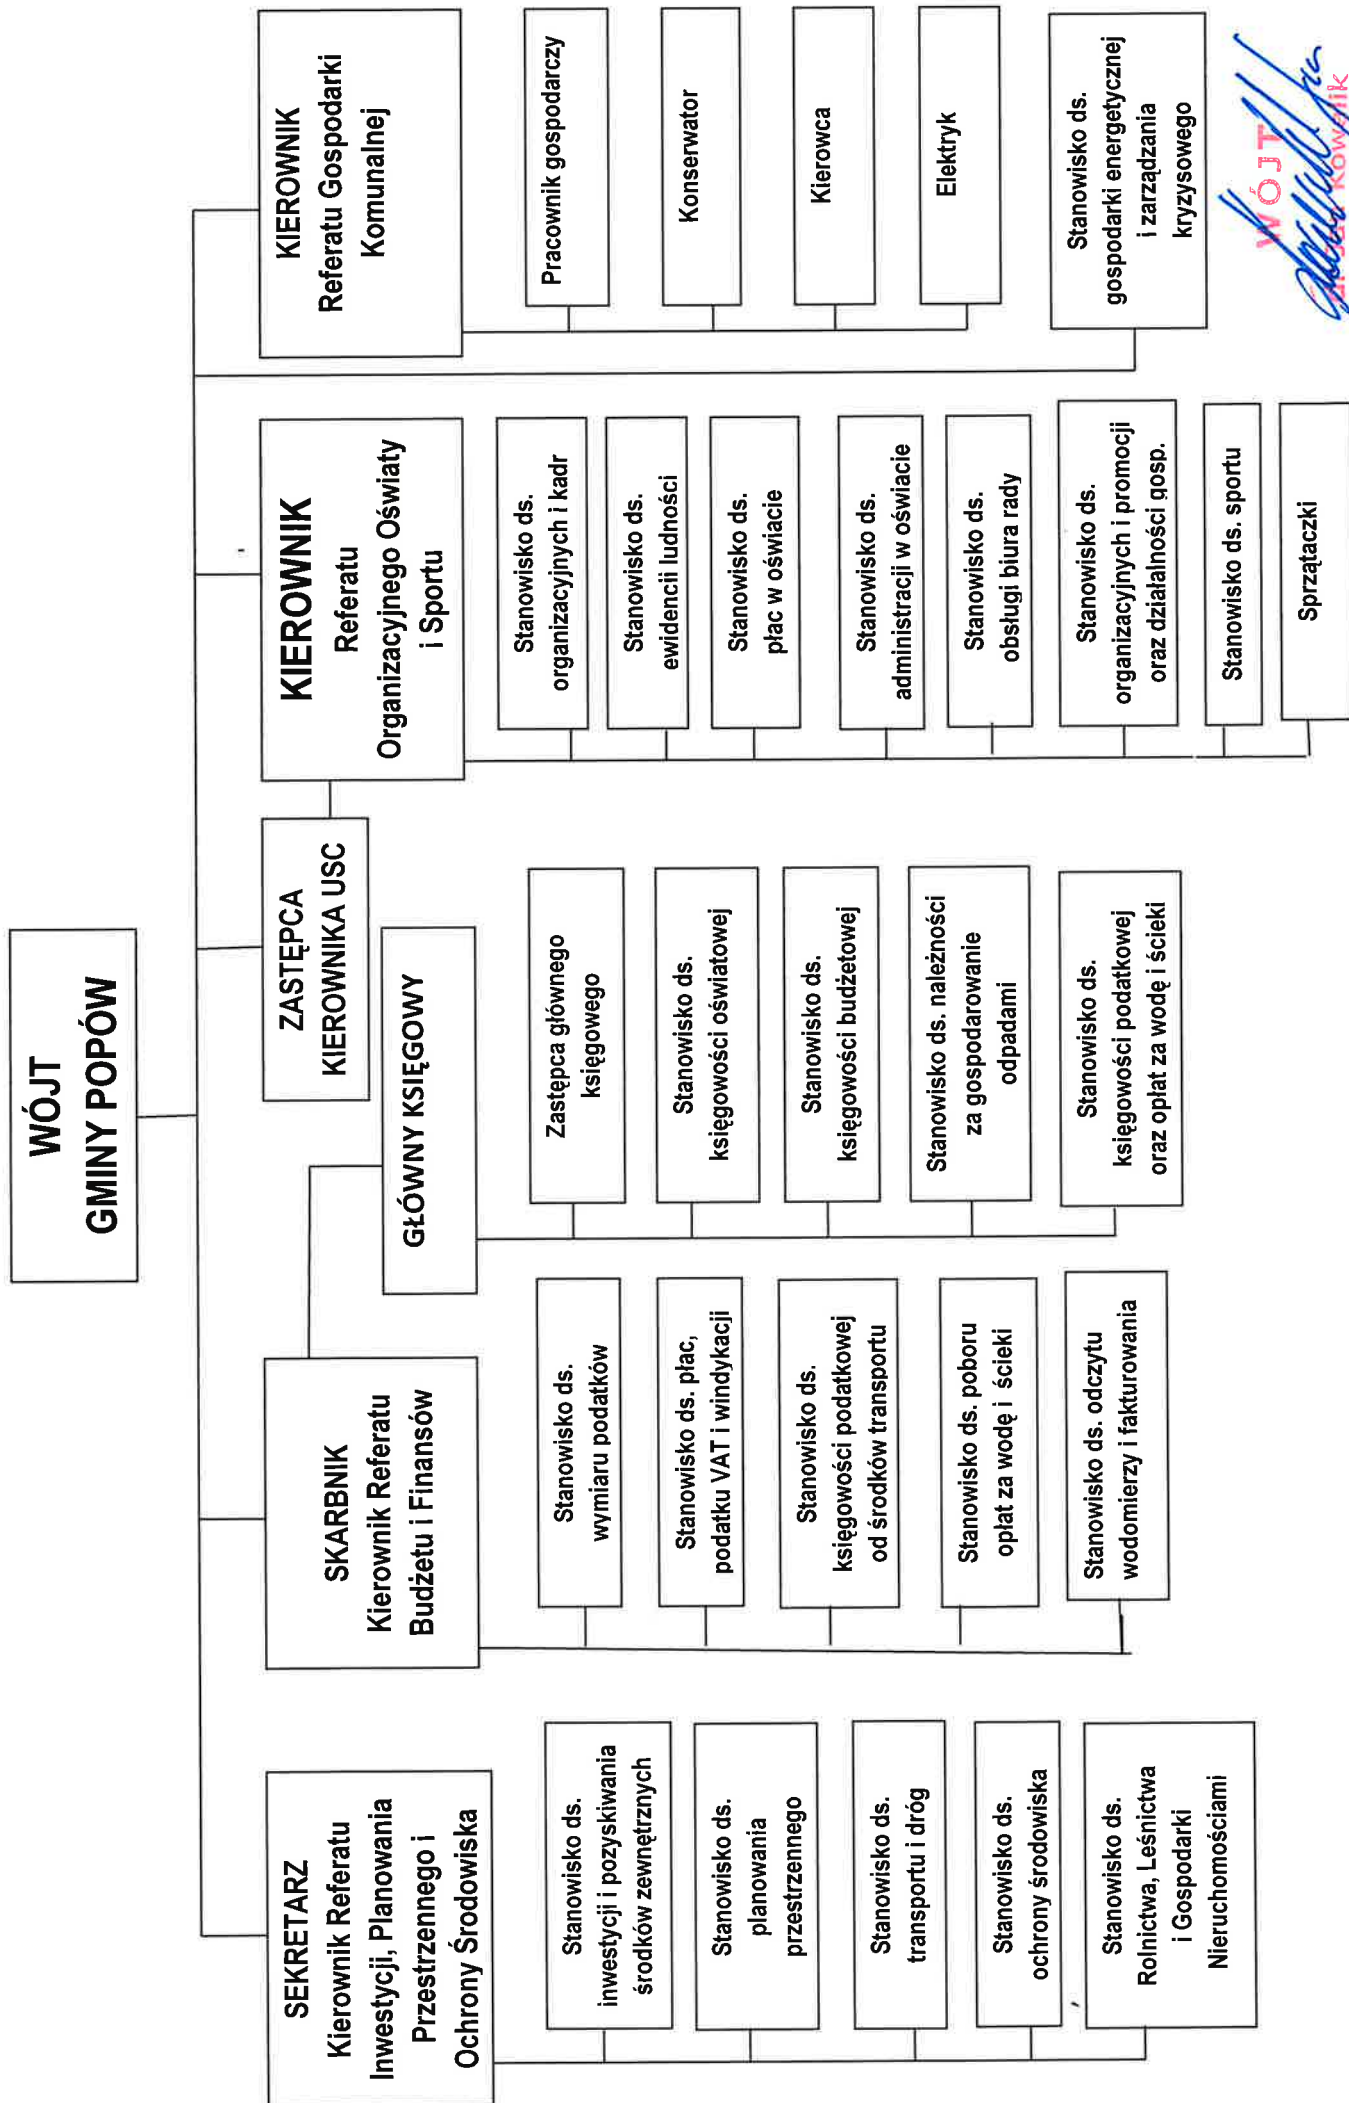 WÓJT
GMINY POPÓW
SEKRETARZ
Kierownik Referatu
Inwestycji, Planowania
Przestrzennego i
Ochrony Środowiska
Stanowisko ds.
inwestycji i pozyskiwania
środków zewnętrznych
Stanowisko ds.
planowania
przestrzennego
Stanowisko ds.
transportu i dróg
Stanowisko ds.
ochrony środowiska
Stanowisko ds.
Rolnictwa, Leśnictwa
i Gospodarki
Nieruchomościami
SKARBNIK
Kierownik Referatu
Budżetu i Finansów
Stanowisko ds.
wymiaru podatków
Stanowisko ds. płac,
podatku VAT i windykacji
Stanowisko ds.
księgowości podatkowej
od środków transportu
Stanowisko ds. poboru
opłat za wodę i ścieki
Stanowisko ds. odczytu
wodomierzy i fakturowania
GŁÓWNY KSIĘGOWY
Zastępca głównego
księgowego
Stanowisko ds.
księgowości oświatowej
Stanowisko ds.
księgowości budżetowej
Stanowisko ds. należności
za gospodarowanie
odpadami
Stanowisko ds.
księgowości podatkowej
oraz opłat za wodę i ścieki
ZASTĘPCA
KIEROWNIKA USC
KIEROWNIK
Referatu
Organizacyjnego Oświaty
i Sportu
Stanowisko ds.
organizacyjnych i kadr
Stanowisko ds.
ewidencji ludności
Stanowisko ds.
płac w oświacie
Stanowisko ds.
administracji w oświacie
Stanowisko ds.
obsługi biura rady
Stanowisko ds.
organizacyjnych i promocji
oraz działalności gosp.
Stanowisko ds. sportu
Sprzątaczki
KIEROWNIK
Referatu Gospodarki
Komunalnej
Pracownik gospodarczy
Konserwator
Kierowca
Elektryk
Stanowisko ds.
gospodarki energetycznej
i zarządzania
kryzysowego
WÓJT
Kowalik